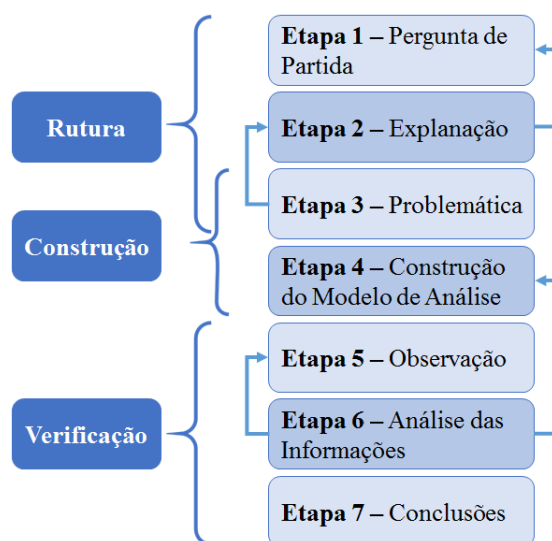 Etapa 1 – Pergunta de
Partida
Rutura
Etapa 2 – Explanação
Etapa 3 – Problemática
Construção
Etapa 4 – Construção
do Modelo de Análise
Etapa 5 – Observação
Verificação
Etapa 6 – Análise das
Informações
Etapa 7 – Conclusões